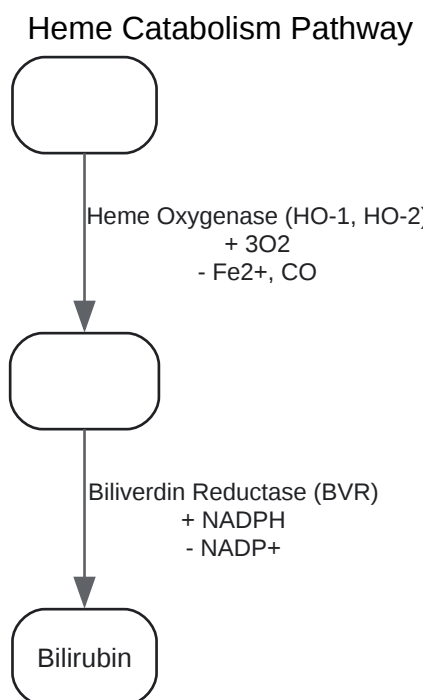 Heme Catabolism Pathway
Heme Oxygenase (HO-1, HO-2)
+ 3O2
- Fe2+, CO
Biliverdin Reductase (BVR)
+ NADPH
- NADP+
Bilirubin